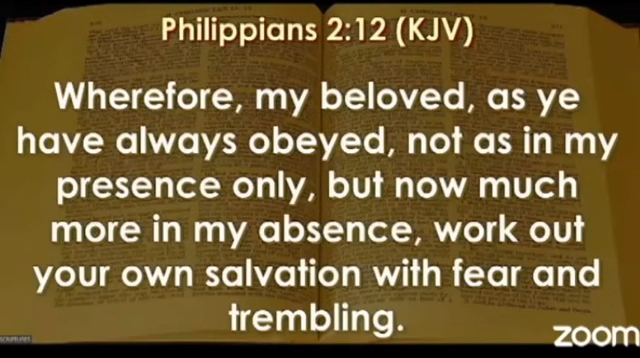 Philippians 2:12 (KJV)
Wherefore, my beloved, as ye
have always obeyed, not as in my
presence only, but now much
more in my absence, work out
your own salvation with fear and
trembling.
SCRIPTURES
zoom